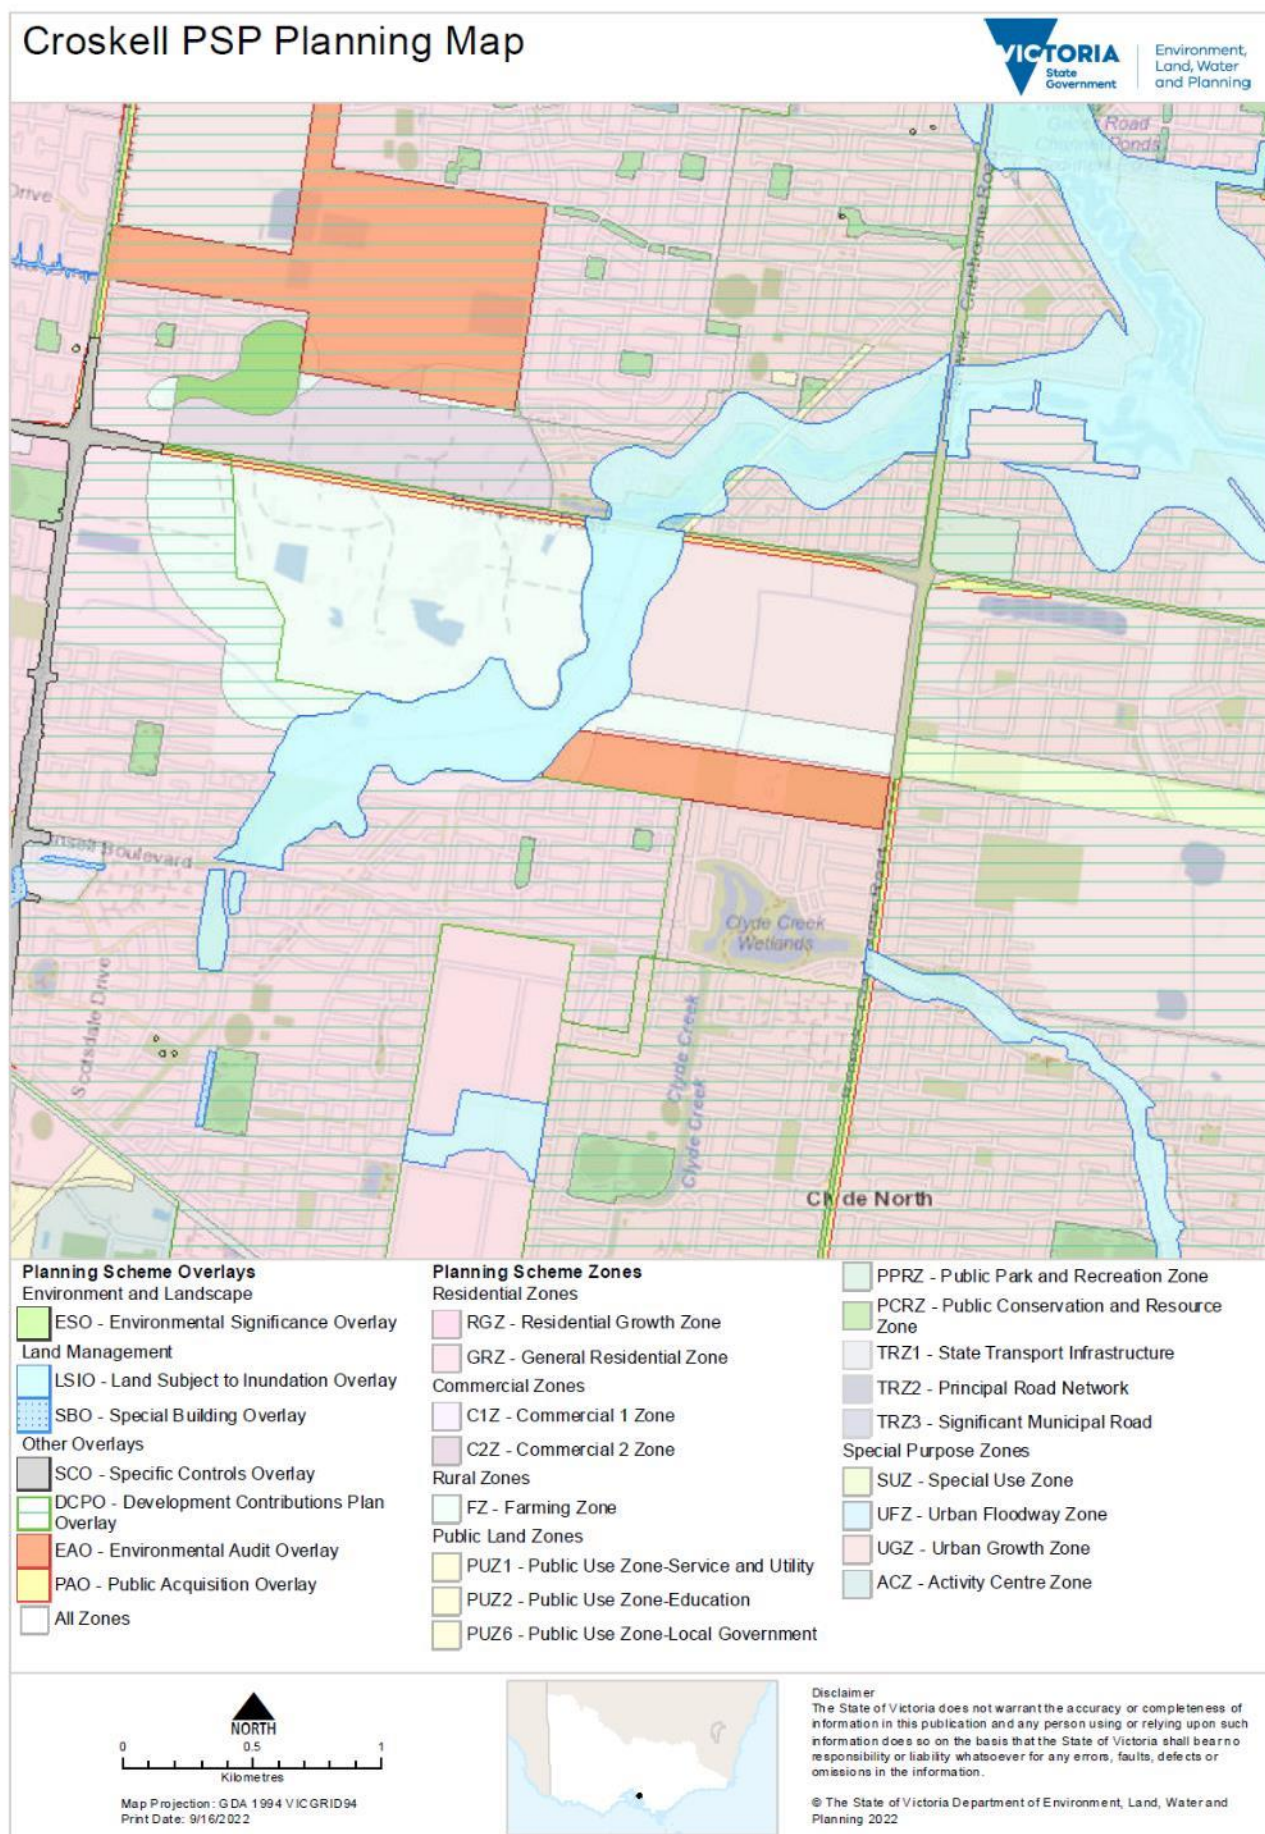 Croskell PSP Planning Map
VICTORIA
State
Government
Environment,
Land, Water
and Planning
Road
Ponds
Drive
Cranbourne Road
Boulevard
Clyde Creek
Wetlands
Scotsdale Drive
Clyde Creek
Clyde Creek
Road
Clyde North
Planning Scheme Overlays
Environment and Landscape
ESO - Environmental Significance Overlay
Land Management
LSIO - Land Subject to Inundation Overlay
SBO - Special Building Overlay
Other Overlays
SCO - Specific Controls Overlay
DCPO - Development Contributions Plan
Overlay
EAO - Environmental Audit Overlay
PAO - Public Acquisition Overlay
All Zones
Planning Scheme Zones
Residential Zones
RGZ - Residential Growth Zone
GRZ - General Residential Zone
Commercial Zones
C1Z - Commercial 1 Zone
C2Z - Commercial 2 Zone
Rural Zones
FZ - Farming Zone
Public Land Zones
PUZ1 - Public Use Zone-Service and Utility
PUZ2 - Public Use Zone-Education
PUZ6 - Public Use Zone-Local Government
PPRZ - Public Park and Recreation Zone
PCRZ - Public Conservation and Resource
Zone
TRZ1 - State Transport Infrastructure
TRZ2 - Principal Road Network
TRZ3 - Significant Municipal Road
Special Purpose Zones
SUZ - Special Use Zone
UFZ - Urban Floodway Zone
UGZ - Urban Growth Zone
ACZ - Activity Centre Zone
NORTH
0 0.5 1
Kilometres
Map Projection: GDA 1994 VICGRID94
Print Date: 9/16/2022
Disclaimer
The State of Victoria does not warrant the accuracy or completeness of
information in this publication and any person using or relying upon such
information does so on the basis that the State of Victoria shall bear no
responsibility or liability whatsoever for any errors, faults, defects or
omissions in the information.
© The State of Victoria Department of Environment, Land, Water and
Planning 2022